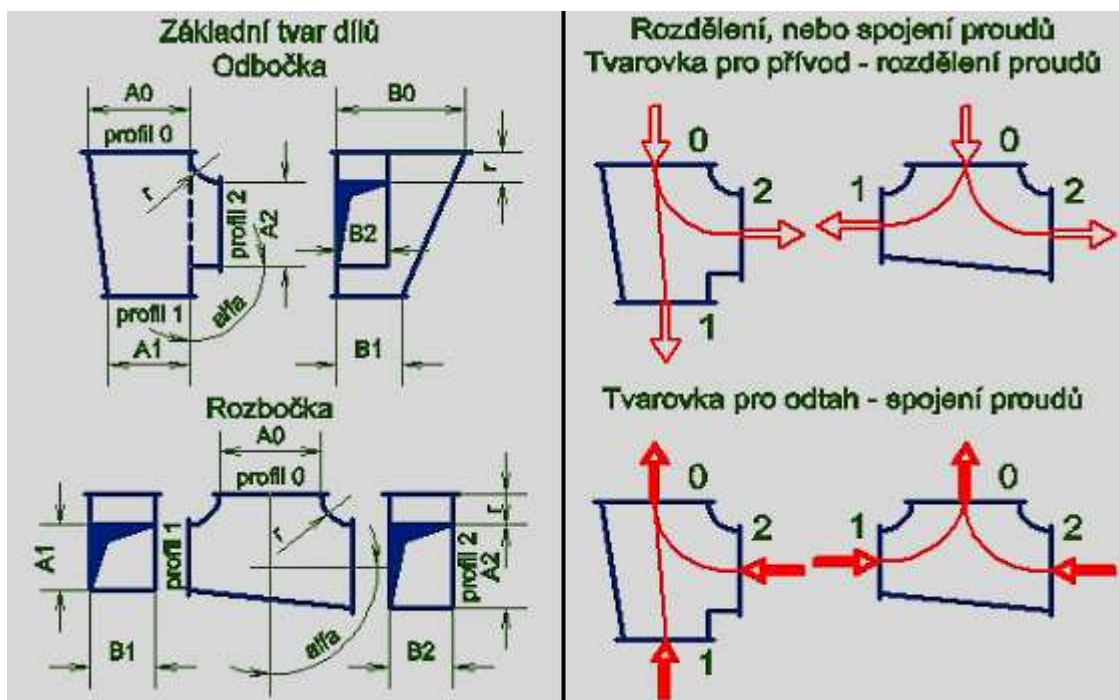 Základní tvar dílů
Odbočka
A0
B0
profil 0
r
r
profil 2
A2
B2
profil 1
alfa
A1
B1
Rozbočka
A0
profil 0
r
r
A1
profil 1
profil 2
A2
alfa
B1
B2
Rozdělení, nebo spojení proudů
Tvarovka pro přívod - rozdělení proudů
0
0
2
1
2
1
Tvarovka pro odtah - spojení proudů
0
0
2
1
2
1